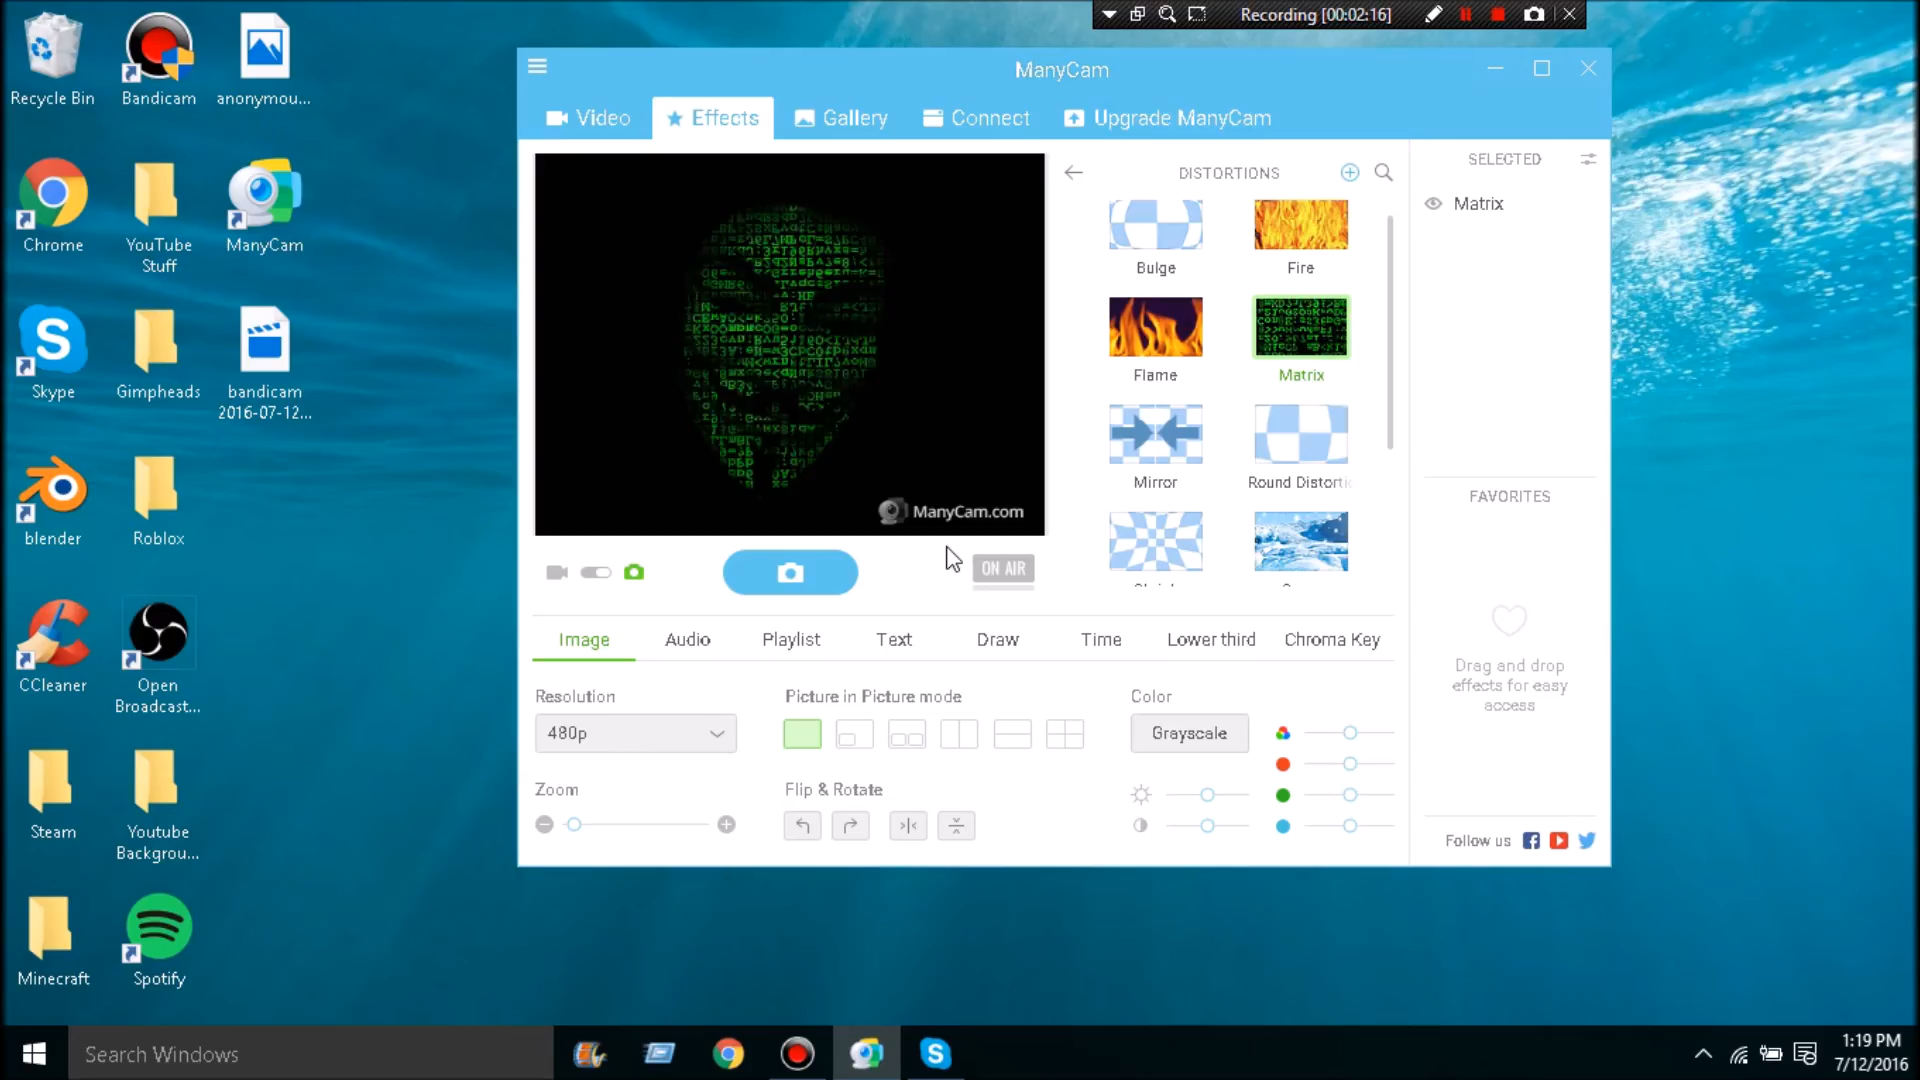 Recording [00:02:16]
Recycle Bin
Bandicam
anonymou...
Chrome
YouTube
Stuff
ManyCam
Skype
Gimpheads
bandicam
2016-07-12...
blender
Roblox
CCleaner
Open
Broadcast...
Steam
Youtube
Backgrou...
Minecraft
Spotify
ManyCam
Video
Effects
Gallery
Connect
Upgrade ManyCam
ManyCam.com
ON AIR
DISTORTIONS
Bulge
Fire
Flame
Matrix
Mirror
Round Distorti
SELECTED
Matrix
FAVORITES
Drag and drop
effects for easy
access
Follow us
Image
Audio
Playlist
Text
Draw
Time
Lower third
Chroma Key
Resolution
480p
Zoom
Picture in Picture mode
Flip & Rotate
Color
Grayscale
Search Windows
1:19 PM
7/12/2016